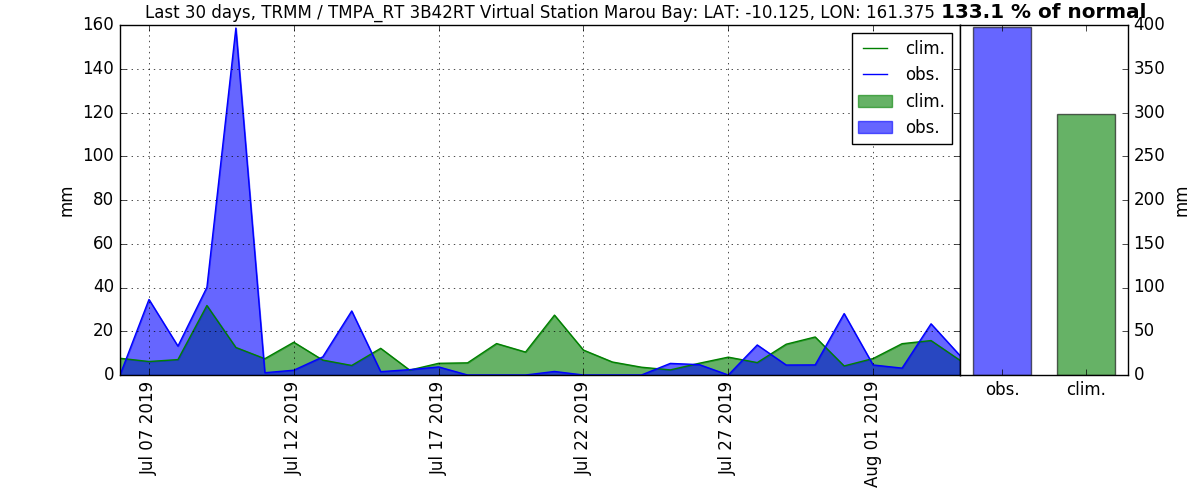 Last 30 days, TRMM / TMPA_RT 3B42RT Virtual Station Marou Bay: LAT: -10.125, LON: 161.375 133.1 % of normal
160
140
120
100
80
60
40
20
0
mm
clim.
obs.
clim.
obs.
400
350
300
250
200
150
100
50
0
mm
obs.
clim.
Jul 07 2019
Jul 12 2019
Jul 17 2019
Jul 22 2019
Jul 27 2019
Aug 01 2019